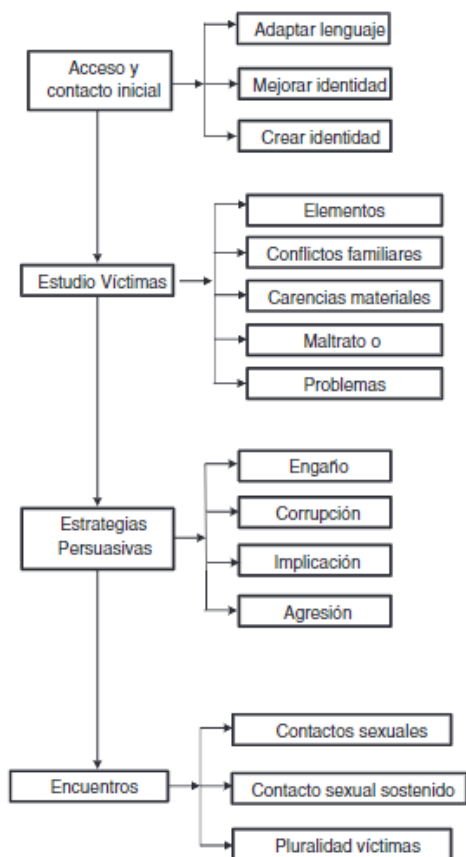 Adaptar lenguaje
Acceso y
contacto inicial
Mejorar identidad
Crear identidad
Elementos
Conflictos familiares
Estudio Víctimas
Carencias materiales
Maltrato o
Problemas
Engaño
Corrupción
Estrategias
Persuasivas
Implicación
Agresión
Contactos sexuales
Encuentros
Contacto sexual sostenido
Pluralidad víctimas